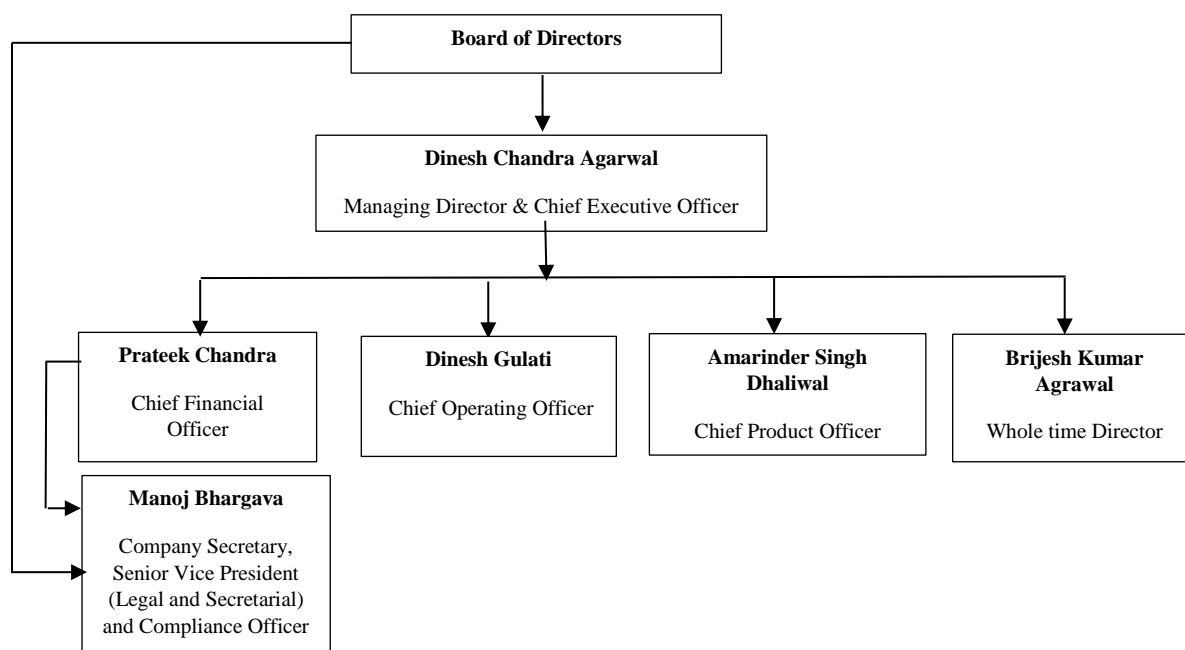 Board of Directors
Dinesh Chandra Agarwal
Managing Director & Chief Executive Officer
Prateek Chandra
Chief Financial
Officer
Dinesh Gulati
Chief Operating Officer
Amarinder Singh
Dhaliwal
Chief Product Officer
Brijesh Kumar
Agrawal
Whole time Director
Manoj Bhargava
Company Secretary,
Senior Vice President
(Legal and Secretarial)
and Compliance Officer